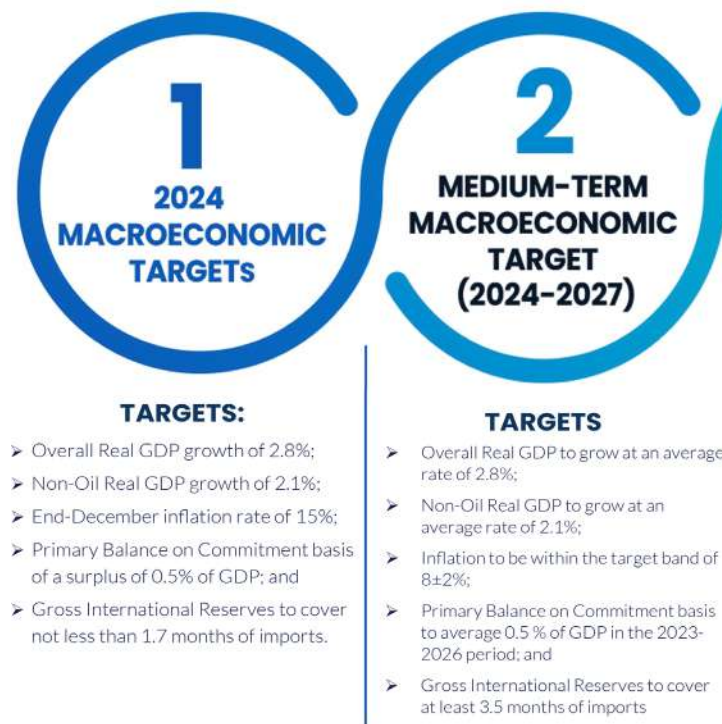 1
2024
MACROECONOMIC
TARGETs
TARGETS:
➢ Overall Real GDP growth of 2.8%;
➢ Non-Oil Real GDP growth of 2.1%;
➢ End-December inflation rate of 15%;
➢ Primary Balance on Commitment basis
of a surplus of 0.5% of GDP; and
➢ Gross International Reserves to cover
not less than 1.7 months of imports.
2
MEDIUM-TERM
MACROECONOMIC
TARGET
(2024-2027)
TARGETS
➢ Overall Real GDP to grow at an average
rate of 2.8%;
➢ Non-Oil Real GDP to grow at an
average rate of 2.1%;
➢ Inflation to be within the target band of
8±2%;
➢ Primary Balance on Commitment basis
to average 0.5 % of GDP in the 2023-
2026 period; and
➢ Gross International Reserves to cover
at least 3.5 months of imports